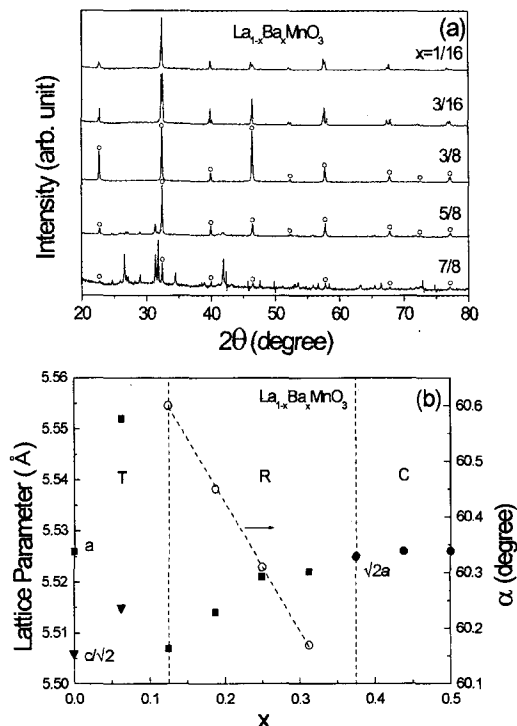 (a)
La₁₋ₓBaₓMnO₃
x=1/16
3/16
3/8
5/8
7/8
Intensity (arb. unit)
20 30 40 50 60 70 80
2θ (degree)
(b)
La₁₋ₓBaₓMnO₃
5.56
5.55
5.54
5.53
5.52
5.51
5.50
Lattice Parameter (Å)
T R C
a
c/√2
√2a
60.6
60.5
60.4
60.3
60.2
60.1
α (degree)
0.0 0.1 0.2 0.3 0.4 0.5
x